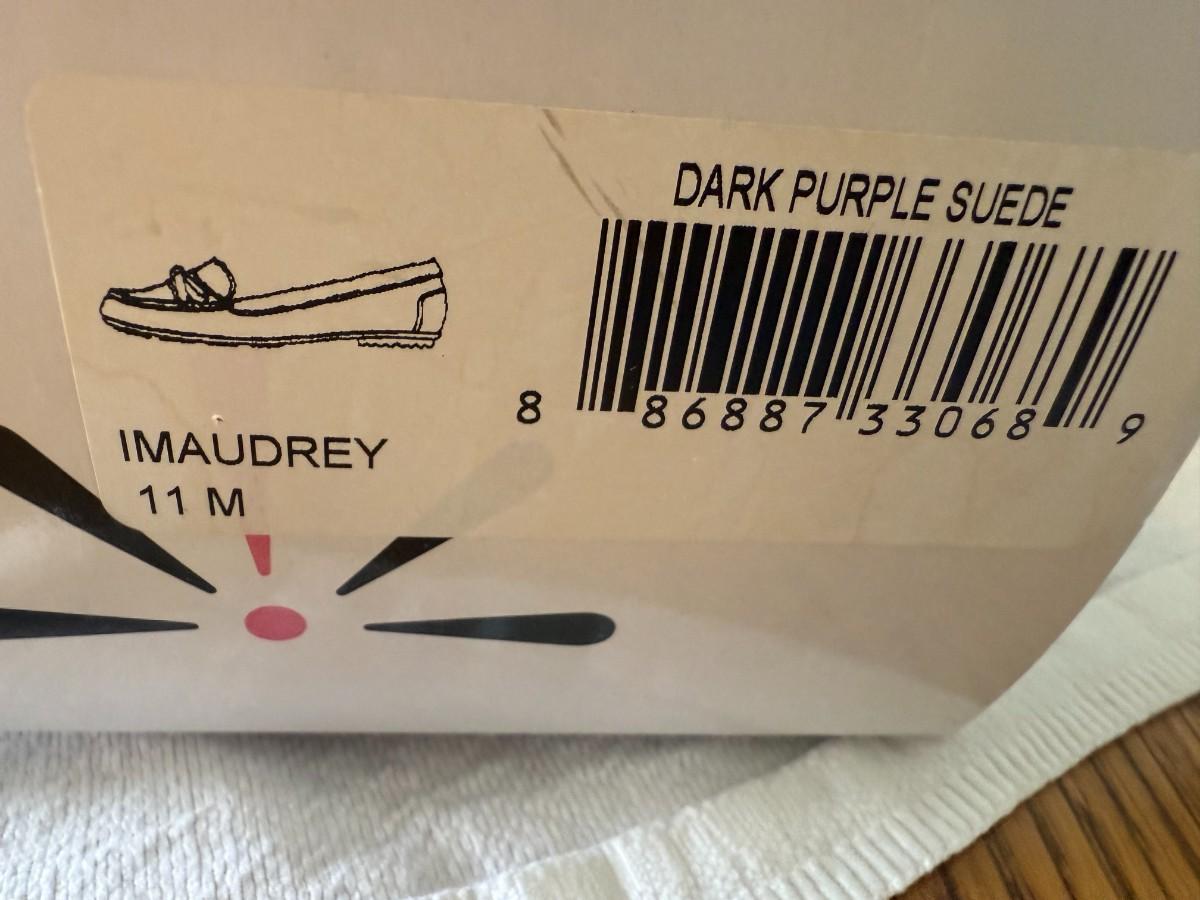 DARK PURPLE SUEDE
8 86887 33068 9
IMAUDREY
11 M